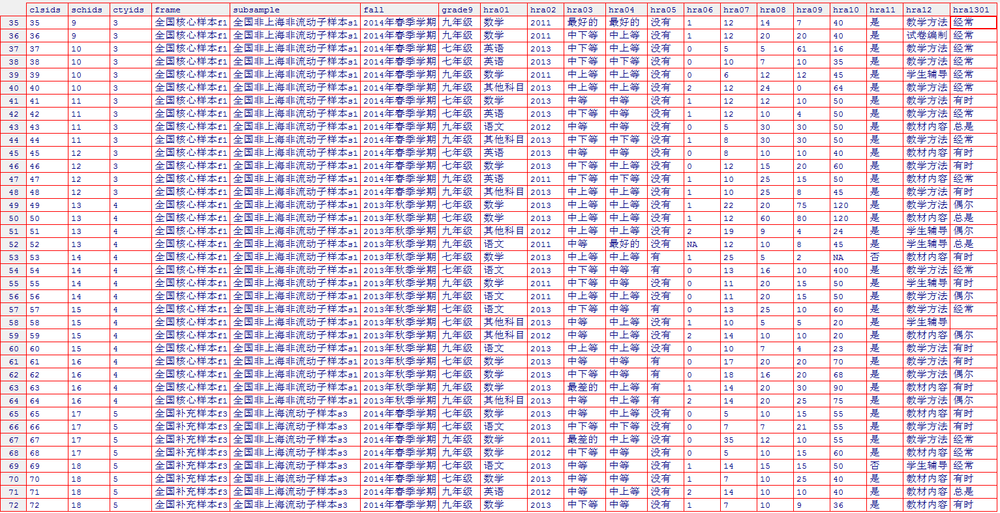 clsids schids ctyids frame subsample fall grade9 hra01 hra02 hra03 hra04 hra05 hra06 hra07 hra08 hra09 hra10 hra11 hra12 hra1301
35 35 9 3 全国核心样本f1 全国非上海非流动子样本s1 2014年春季学期 九年级 数学 2011 最好的 最好的 没有 1 12 14 7 40 是 教学方法 经常
36 36 9 3 全国核心样本f1 全国非上海非流动子样本s1 2014年春季学期 九年级 数学 2011 中下等 中上等 没有 1 12 20 20 40 是 试卷编制 经常
37 37 10 3 全国核心样本f1 全国非上海非流动子样本s1 2014年春季学期 七年级 英语 2013 中下等 中上等 没有 0 5 5 61 16 是 教学方法 经常
38 38 10 3 全国核心样本f1 全国非上海非流动子样本s1 2014年春季学期 七年级 英语 2013 中下等 中下等 没有 0 10 7 10 35 是 教学方法 经常
39 39 10 3 全国核心样本f1 全国非上海非流动子样本s1 2014年春季学期 九年级 数学 2011 中上等 中上等 没有 0 6 12 12 45 是 学生辅导 经常
40 40 10 3 全国核心样本f1 全国非上海非流动子样本s1 2014年春季学期 九年级 其他科目 2013 中上等 中上等 没有 2 12 24 0 64 是 教学方法 经常
41 41 11 3 全国核心样本f1 全国非上海非流动子样本s1 2014年春季学期 七年级 数学 2013 中等 中等 没有 1 12 12 10 50 是 教学方法 有时
42 42 11 3 全国核心样本f1 全国非上海非流动子样本s1 2014年春季学期 七年级 英语 2013 中下等 中等 没有 1 12 10 4 50 是 教学方法 经常
43 43 11 3 全国核心样本f1 全国非上海非流动子样本s1 2014年春季学期 九年级 语文 2012 中等 中等 没有 0 5 30 30 50 是 教材内容 总是
44 44 11 3 全国核心样本f1 全国非上海非流动子样本s1 2014年春季学期 九年级 其他科目 2013 中下等 中下等 没有 1 8 30 30 50 是 教学方法 经常
45 45 12 3 全国核心样本f1 全国非上海非流动子样本s1 2014年春季学期 七年级 英语 2013 中等 中等 没有 0 8 10 10 40 是 教材内容 有时
46 46 12 3 全国核心样本f1 全国非上海非流动子样本s1 2014年春季学期 七年级 数学 2013 中下等 中上等 没有 0 12 15 20 60 是 教学方法 有时
47 47 12 3 全国核心样本f1 全国非上海非流动子样本s1 2014年春季学期 九年级 英语 2011 中下等 中下等 没有 1 10 25 15 50 是 教材内容 经常
48 48 12 3 全国核心样本f1 全国非上海非流动子样本s1 2014年春季学期 九年级 其他科目 2013 中上等 中上等 没有 1 10 25 8 45 是 教学方法 有时
49 49 13 4 全国核心样本f1 全国非上海非流动子样本s1 2013年秋季学期 七年级 数学 2013 中上等 中上等 没有 1 22 20 75 120 是 教学方法 偶尔
50 50 13 4 全国核心样本f1 全国非上海非流动子样本s1 2013年秋季学期 七年级 数学 2013 中上等 中上等 没有 1 12 60 80 120 是 教材内容 总是
51 51 13 4 全国核心样本f1 全国非上海非流动子样本s1 2013年秋季学期 九年级 其他科目 2012 中上等 中上等 没有 2 19 9 4 24 是 学生辅导 偶尔
52 52 13 4 全国核心样本f1 全国非上海非流动子样本s1 2013年秋季学期 九年级 语文 2011 中等 最好的 没有 NA 12 10 8 45 是 学生辅导 总是
53 53 14 4 全国核心样本f1 全国非上海非流动子样本s1 2013年秋季学期 七年级 数学 2013 中上等 中上等 有 1 25 5 2 NA 否 教材内容 有时
54 54 14 4 全国核心样本f1 全国非上海非流动子样本s1 2013年秋季学期 七年级 语文 2013 中下等 中等 有 0 13 16 10 400 是 教学方法 经常
55 55 14 4 全国核心样本f1 全国非上海非流动子样本s1 2013年秋季学期 九年级 数学 2011 中下等 中等 没有 0 11 20 15 50 是 学生辅导 有时
56 56 14 4 全国核心样本f1 全国非上海非流动子样本s1 2013年秋季学期 九年级 语文 2011 中上等 中上等 没有 0 11 20 15 50 是 教学方法 偶尔
57 57 15 4 全国核心样本f1 全国非上海非流动子样本s1 2013年秋季学期 七年级 语文 2013 中下等 中等 有 0 13 25 10 60 是 教学方法 经常
58 58 15 4 全国核心样本f1 全国非上海非流动子样本s1 2013年秋季学期 七年级 其他科目 2013 中等 中上等 没有 1 10 5 5 20 是 学生辅导
59 59 15 4 全国核心样本f1 全国非上海非流动子样本s1 2013年秋季学期 九年级 其他科目 2012 中等 中上等 没有 2 14 10 10 20 是 教材内容 偶尔
60 60 15 4 全国核心样本f1 全国非上海非流动子样本s1 2013年秋季学期 九年级 语文 2013 中上等 中上等 没有 0 10 7 4 23 是 教学方法 有时
61 61 16 4 全国核心样本f1 全国非上海非流动子样本s1 2013年秋季学期 七年级 数学 2013 中等 中等 有 0 17 20 20 70 是 教学方法 有时
62 62 16 4 全国核心样本f1 全国非上海非流动子样本s1 2013年秋季学期 七年级 数学 2013 中下等 中等 有 0 18 16 20 68 是 教学方法 偶尔
63 63 16 4 全国核心样本f1 全国非上海非流动子样本s1 2013年秋季学期 九年级 数学 2013 最差的 中上等 有 1 14 20 30 90 是 教材内容 有时
64 64 16 4 全国核心样本f1 全国非上海非流动子样本s1 2013年秋季学期 九年级 其他科目 2013 中等 中上等 有 2 14 20 25 75 是 教学方法 偶尔
65 65 17 5 全国补充样本f3 全国非上海流动子样本s3 2014年春季学期 七年级 数学 2013 中等 中上等 没有 0 5 10 15 55 是 教材内容 有时
66 66 17 5 全国补充样本f3 全国非上海流动子样本s3 2014年春季学期 七年级 语文 2013 中下等 中下等 没有 0 7 7 21 55 是 教学方法 有时
67 67 17 5 全国补充样本f3 全国非上海流动子样本s3 2014年春季学期 九年级 数学 2011 最差的 中上等 没有 0 35 12 10 55 是 教学方法 经常
68 68 17 5 全国补充样本f3 全国非上海流动子样本s3 2014年春季学期 九年级 数学 2012 中下等 中等 没有 0 5 10 15 60 是 教材内容 经常
69 69 18 5 全国补充样本f3 全国非上海流动子样本s3 2014年春季学期 七年级 语文 2013 中等 中等 没有 1 14 15 15 50 否 学生辅导 经常
70 70 18 5 全国补充样本f3 全国非上海流动子样本s3 2014年春季学期 七年级 数学 2013 中等 中等 没有 1 7 10 25 40 是 教材内容 有时
71 71 18 5 全国补充样本f3 全国非上海流动子样本s3 2014年春季学期 九年级 英语 2012 中等 中上等 没有 2 14 10 10 40 是 教材内容 总是
72 72 18 5 全国补充样本f3 全国非上海流动子样本s3 2014年春季学期 九年级 数学 2013 中下等 中等 没有 1 7 10 9 36 是 教材内容 有时